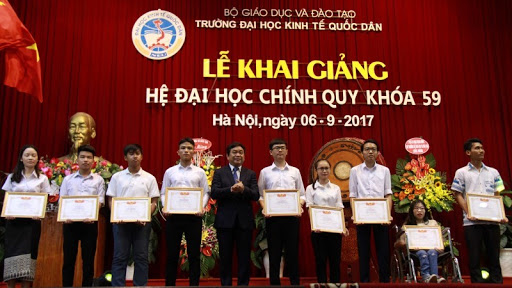 BỘ GIÁO DỤC VÀ ĐÀO TẠO
TRƯỜNG ĐẠI HỌC KINH TẾ QUỐC DÂN
LỄ KHAI GIẢNG
HỆ ĐẠI HỌC CHÍNH QUY KHÓA 59
Hà Nội,ngày 06-9-2017